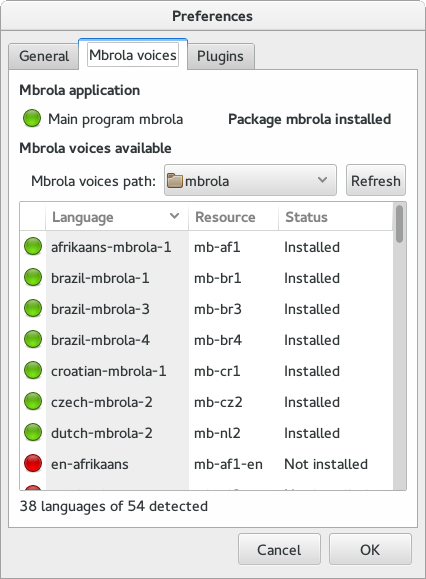 Preferences
General
Mbrola voices
Plugins
Mbrola application
Main program mbrola Package mbrola installed
Mbrola voices available
Mbrola voices path: mbrola Refresh
Language Resource Status
afrikaans-mbrola-1 mb-af1 Installed
brazil-mbrola-1 mb-br1 Installed
brazil-mbrola-3 mb-br3 Installed
brazil-mbrola-4 mb-br4 Installed
croatian-mbrola-1 mb-cr1 Installed
czech-mbrola-2 mb-cz2 Installed
dutch-mbrola-2 mb-nl2 Installed
en-afrikaans mb-af1-en Not installed
38 languages of 54 detected
Cancel OK